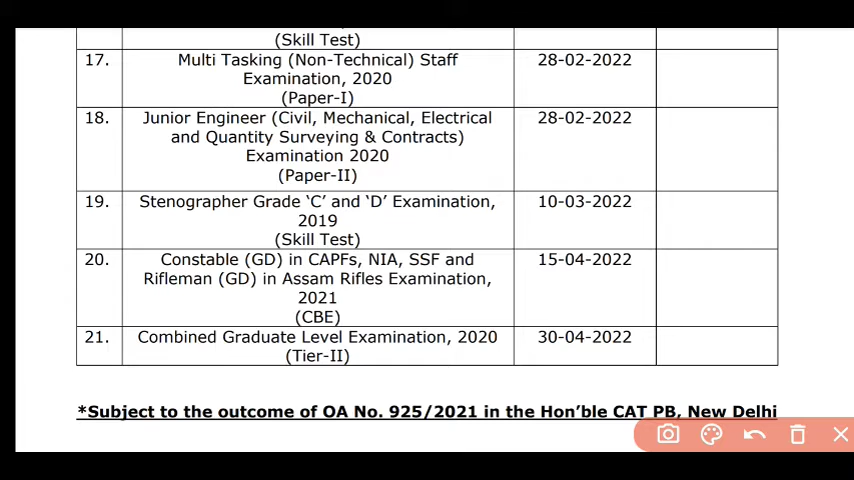 (Skill Test)
17. Multi Tasking (Non-Technical) Staff 28-02-2022
Examination, 2020
(Paper-I)
18. Junior Engineer (Civil, Mechanical, Electrical 28-02-2022
and Quantity Surveying & Contracts)
Examination 2020
(Paper-II)
19. Stenographer Grade ‘C’ and ‘D’ Examination, 10-03-2022
2019
(Skill Test)
20. Constable (GD) in CAPFs, NIA, SSF and 15-04-2022
Rifleman (GD) in Assam Rifles Examination,
2021
(CBE)
21. Combined Graduate Level Examination, 2020 30-04-2022
(Tier-II)
*Subject to the outcome of OA No. 925/2021 in the Hon’ble CAT PB, New Delhi